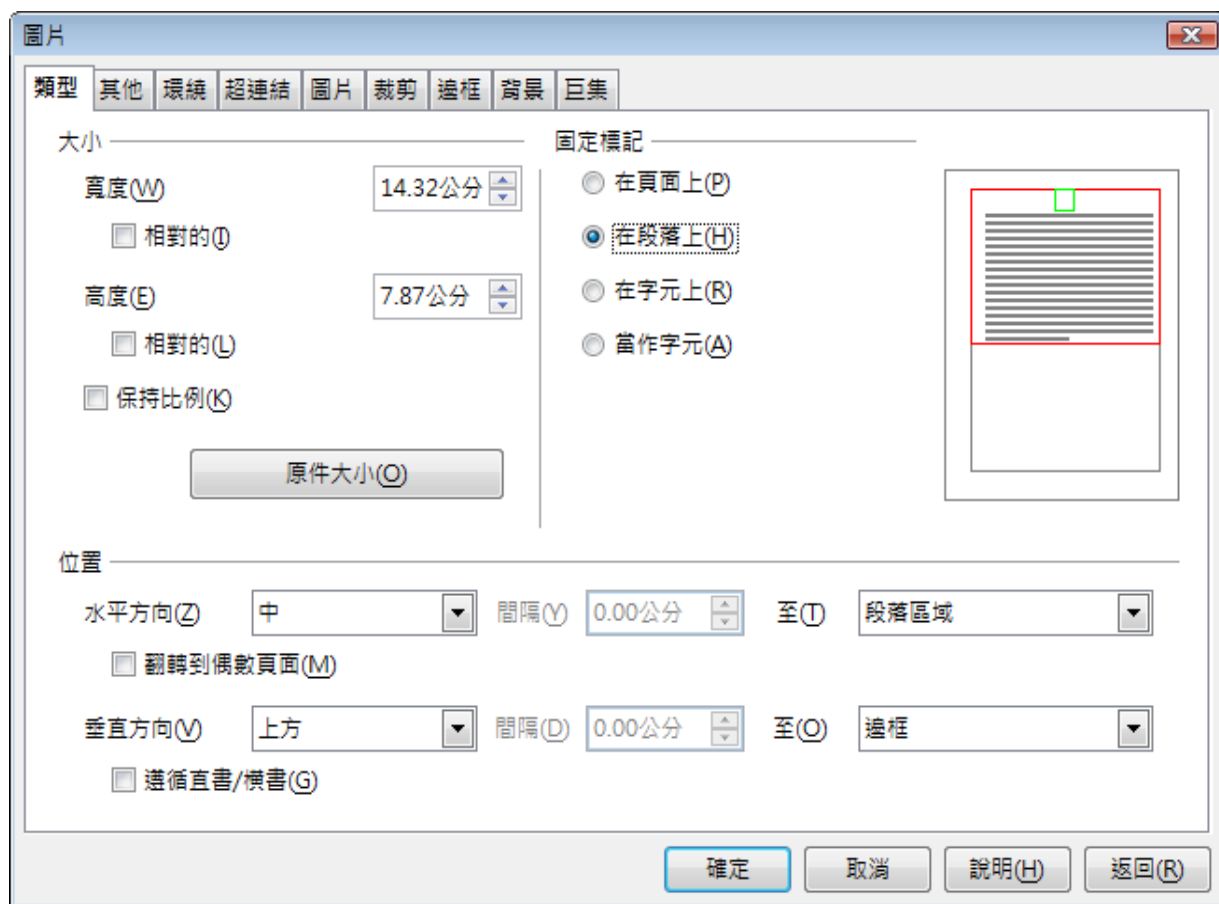 圖片
類型 其他 環繞 超連結 圖片 裁剪 邊框 背景 巨集
大小
寬度(W) 14.32公分
相對的(I)
高度(E) 7.87公分
相對的(L)
保持比例(K)
原件大小(O)
固定標記
在頁面上(P)
在段落上(H)
在字元上(R)
當作字元(A)
位置
水平方向(Z) 中 間隔(Y) 0.00公分 至(T) 段落區域
翻轉到偶數頁面(M)
垂直方向(V) 上方 間隔(D) 0.00公分 至(O) 邊框
遵循直書/橫書(G)
確定 取消 說明(H) 返回(R)